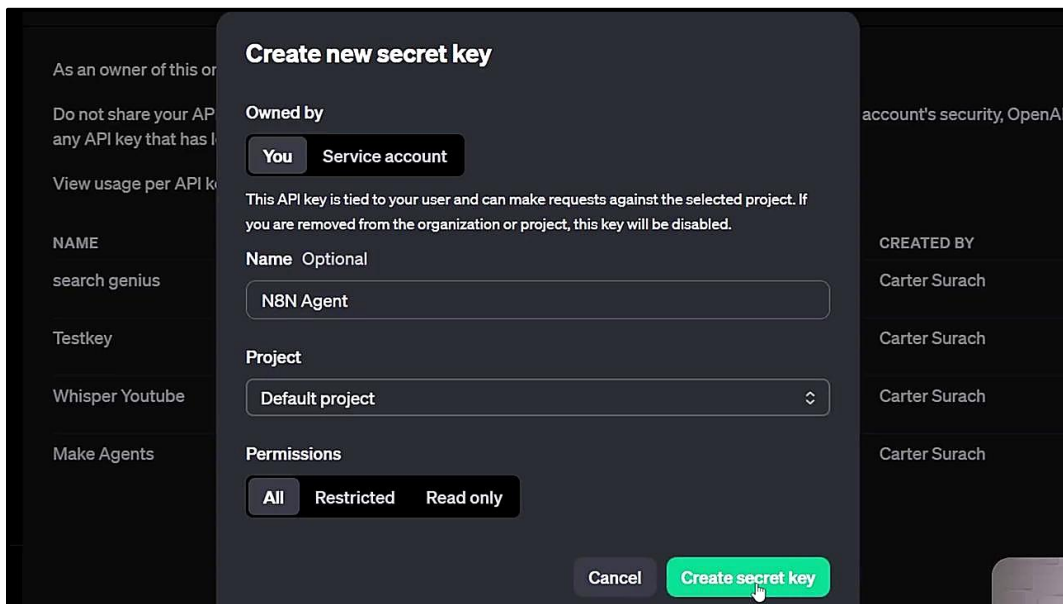 Create new secret key
As an owner of this or
Owned by
Do not share your AP
account's security, OpenAI
any API key that has l
You Service account
View usage per API k
This API key is tied to your user and can make requests against the selected project. If
you are removed from the organization or project, this key will be disabled.
NAME
CREATED BY
Name Optional
search genius
Carter Surach
N8N Agent
Testkey
Carter Surach
Project
Whisper Youtube
Default project
Carter Surach
Make Agents
Permissions
Carter Surach
All Restricted Read only
Cancel Create secret key